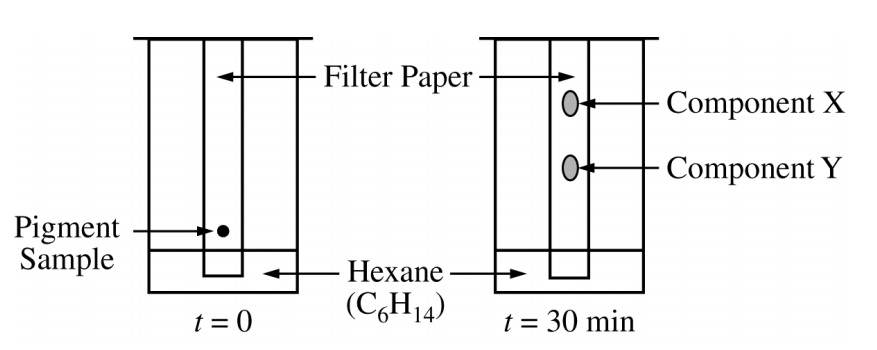 Filter Paper
Component X
Component Y
Pigment
Sample
Hexane
(C₆H₁₄)
t = 0
t = 30 min